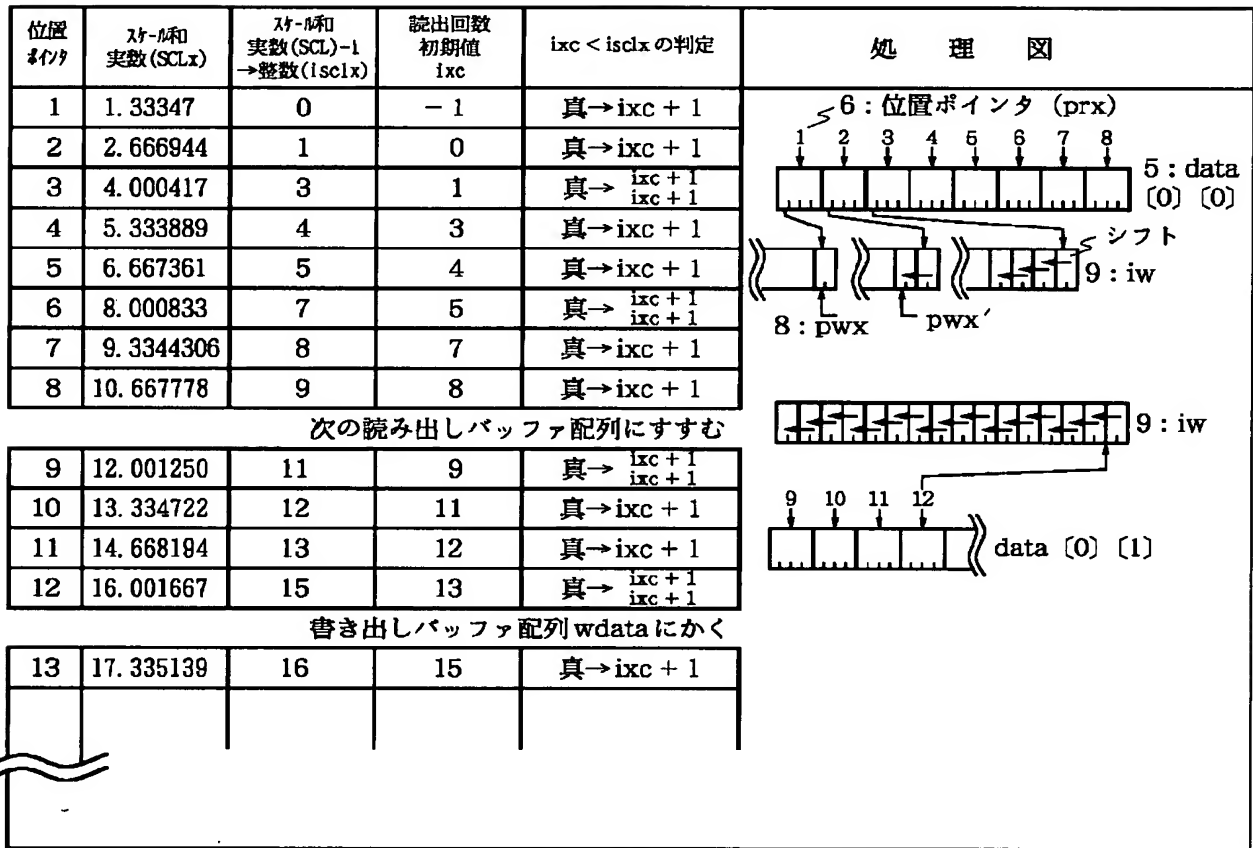 位置
ポインタ
スケール和
実数(SCLx)
スケール和
実数(SCL)-1
→整数(isclx)
読出回数
初期値
ixc
ixc < isclx の判定
処 理 図
1 1.33347 0 -1 真→ixc + 1
2 2.666944 1 0 真→ixc + 1
3 4.000417 3 1 真→ ixc + 1
ixc + 1
4 5.333889 4 3 真→ixc + 1
5 6.667361 5 4 真→ixc + 1
6 8.000833 7 5 真→ ixc + 1
ixc + 1
7 9.3344306 8 7 真→ixc + 1
8 10.667778 9 8 真→ixc + 1
次の読み出しバッファ配列にすすむ
9 12.001250 11 9 真→ ixc + 1
ixc + 1
10 13.334722 12 11 真→ixc + 1
11 14.668194 13 12 真→ixc + 1
12 16.001667 15 13 真→ ixc + 1
ixc + 1
書き出しバッファ配列wdataにかく
13 17.335139 16 15 真→ixc + 1
6:位置ポインタ (prx)
1 2 3 4 5 6 7 8
5:data
〔0〕〔0〕
シフト
9:iw
8:pwx
pwx′
9:iw
9 10 11 12
data〔0〕〔1〕